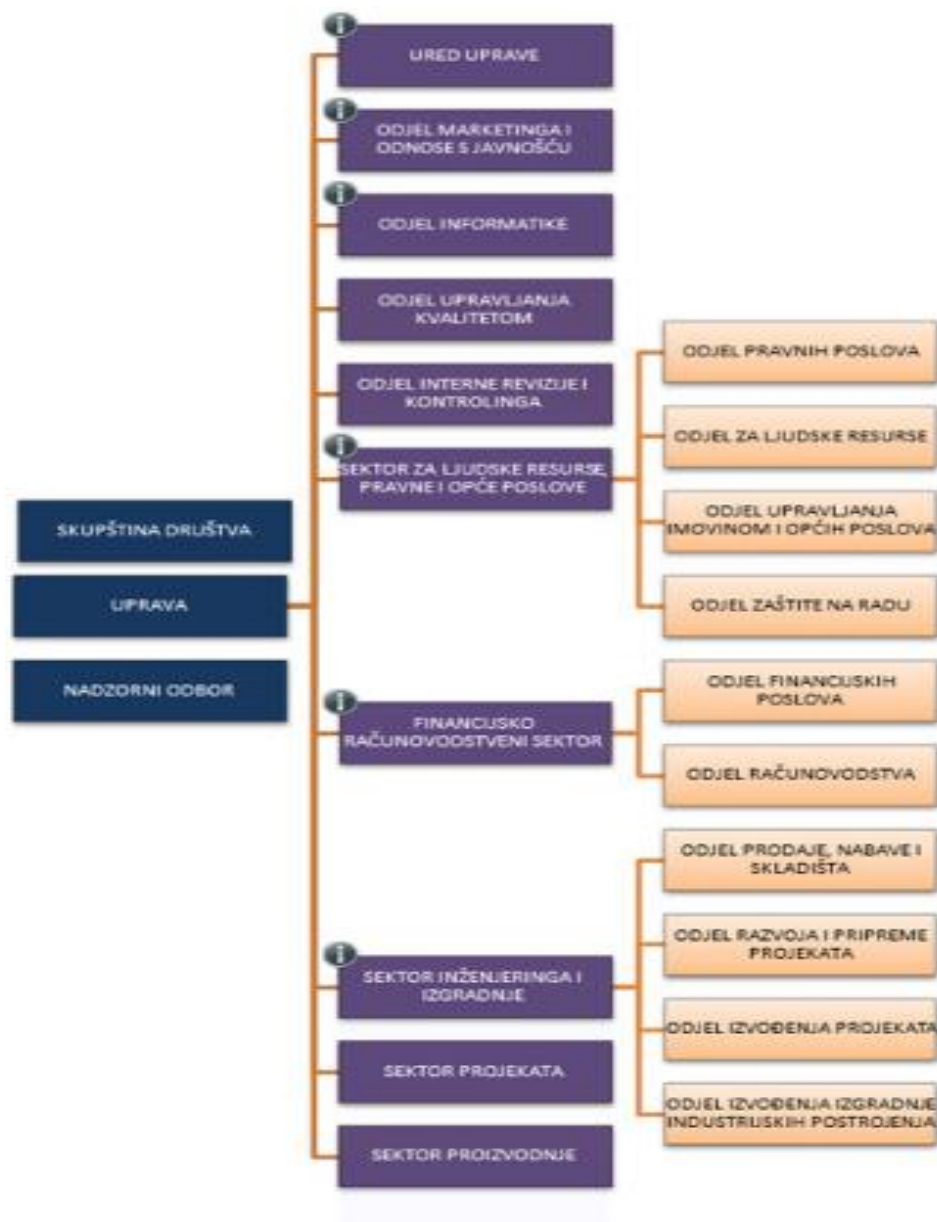 SKUPŠTINA DRUŠTVA
UPRAVA
NADZORNI ODBOR
URED UPRAVE
ODJEL MARKETINGA I
ODNOSE S JAVNOŠĆU
ODJEL INFORMATIKE
ODJEL UPRAVLJANJA
KVALITETOM
ODJEL INTERNE REVIZIJE I
KONTROLINGA
SEKTOR ZA LJUDSKE RESURSE,
PRAVNE I OPĆE POSLOVE
ODJEL PRAVNIH POSLOVA
ODJEL ZA LJUDSKE RESURSE
ODJEL UPRAVLJANJA
IMOVINOM I OPĆIH POSLOVA
ODJEL ZAŠTITE NA RADU
FINANCIJSKO
RAČUNOVODSTVENI SEKTOR
ODJEL FINANCIJSKIH
POSLOVA
ODJEL RAČUNOVODSTVA
SEKTOR INŽENJERINGA I
IZGRADNJE
ODJEL PRODAJE, NABAVE I
SKLADIŠTA
ODJEL RAZVOJA I PRIPREME
PROJEKATA
ODJEL IZVOĐENJA PROJEKATA
ODJEL IZVOĐENJA IZGRADNJE
INDUSTRIJSKIH POSTROJENJA
SEKTOR PROJEKATA
SEKTOR PROIZVODNJE